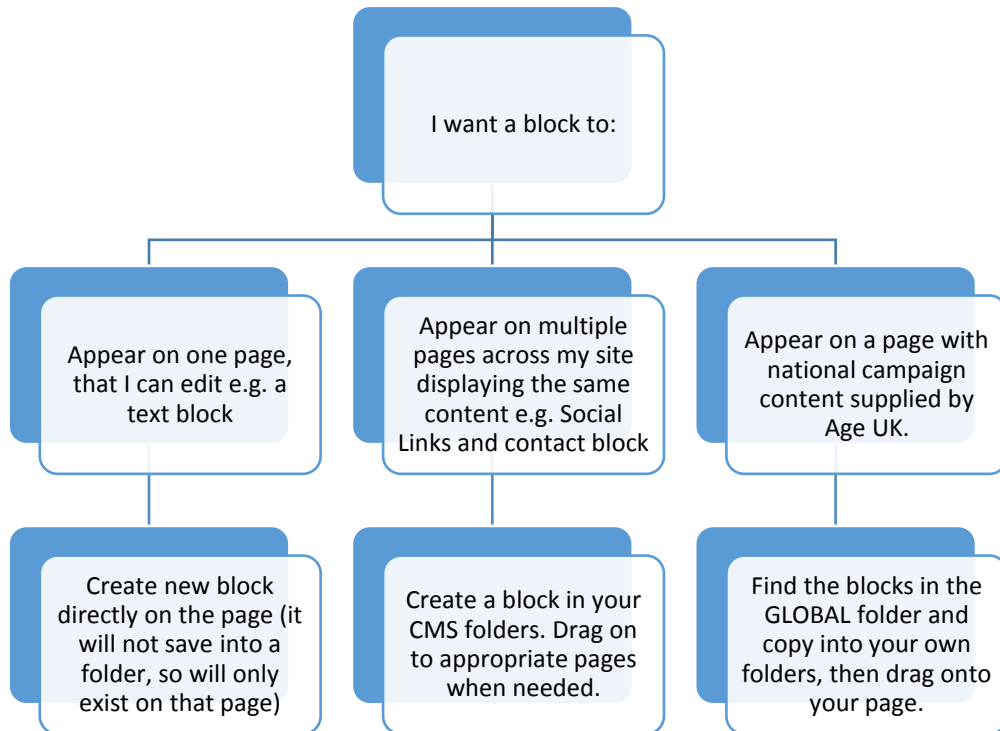 I want a block to:
Appear on one page,
that I can edit e.g. a
text block
Appear on multiple
pages across my site
displaying the same
content e.g. Social
Links and contact block
Appear on a page with
national campaign
content supplied by
Age UK.
Create new block
directly on the page (it
will not save into a
folder, so will only
exist on that page)
Create a block in your
CMS folders. Drag on
to appropriate pages
when needed.
Find the blocks in the
GLOBAL folder and
copy into your own
folders, then drag onto
your page.